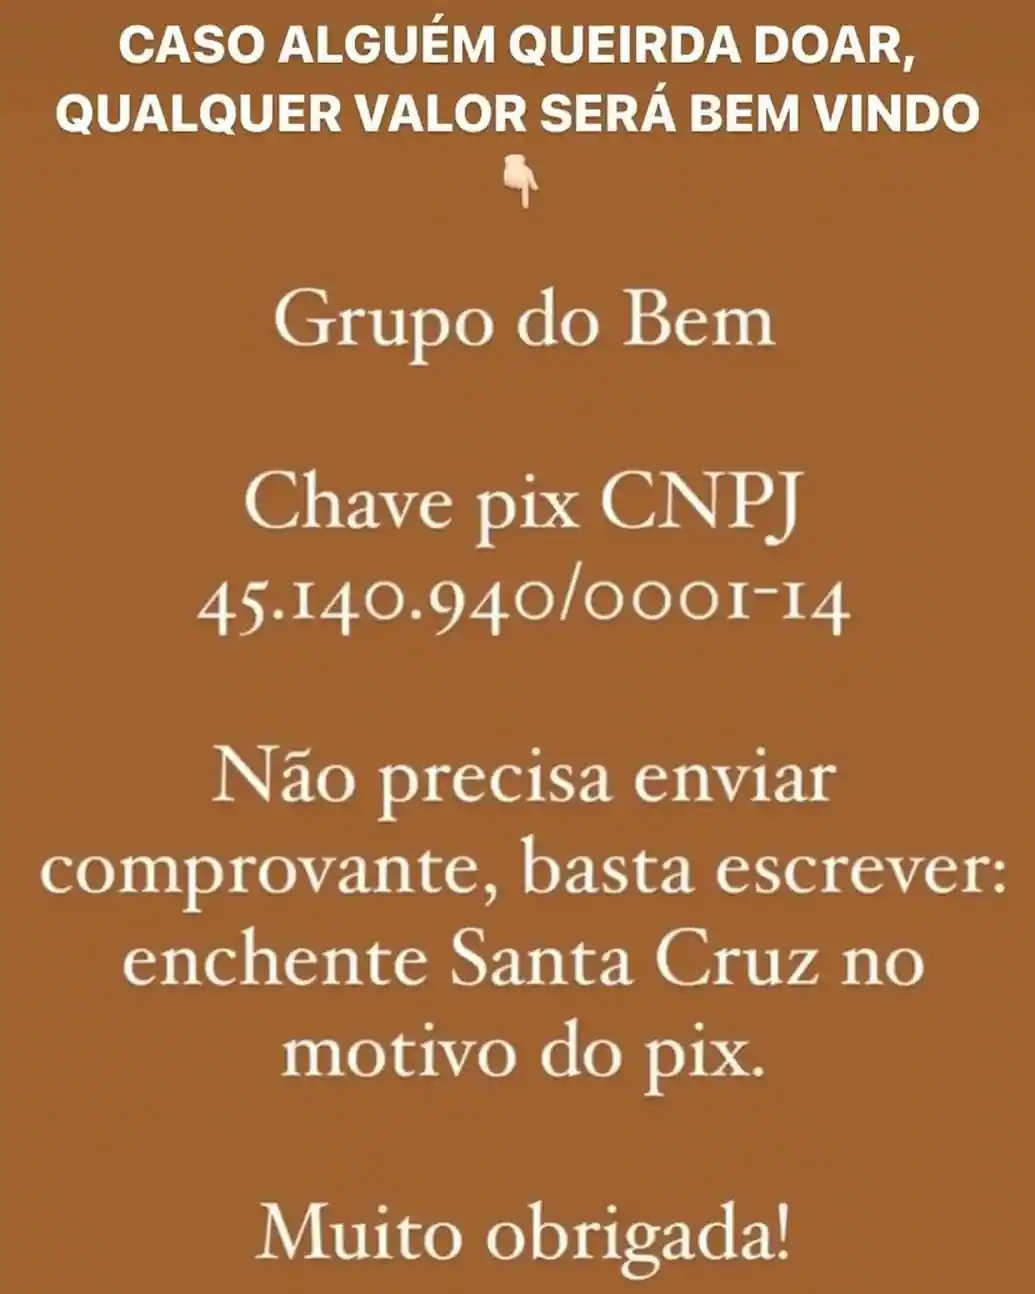 CASO ALGUÉM QUEIRDA DOAR,
QUALQUER VALOR SERÁ BEM VINDO
👇🏻
Grupo do Bem
Chave pix CNPJ
45.140.940/0001-14
Não precisa enviar
comprovante, basta escrever:
enchente Santa Cruz no
motivo do pix.
Muito obrigada!